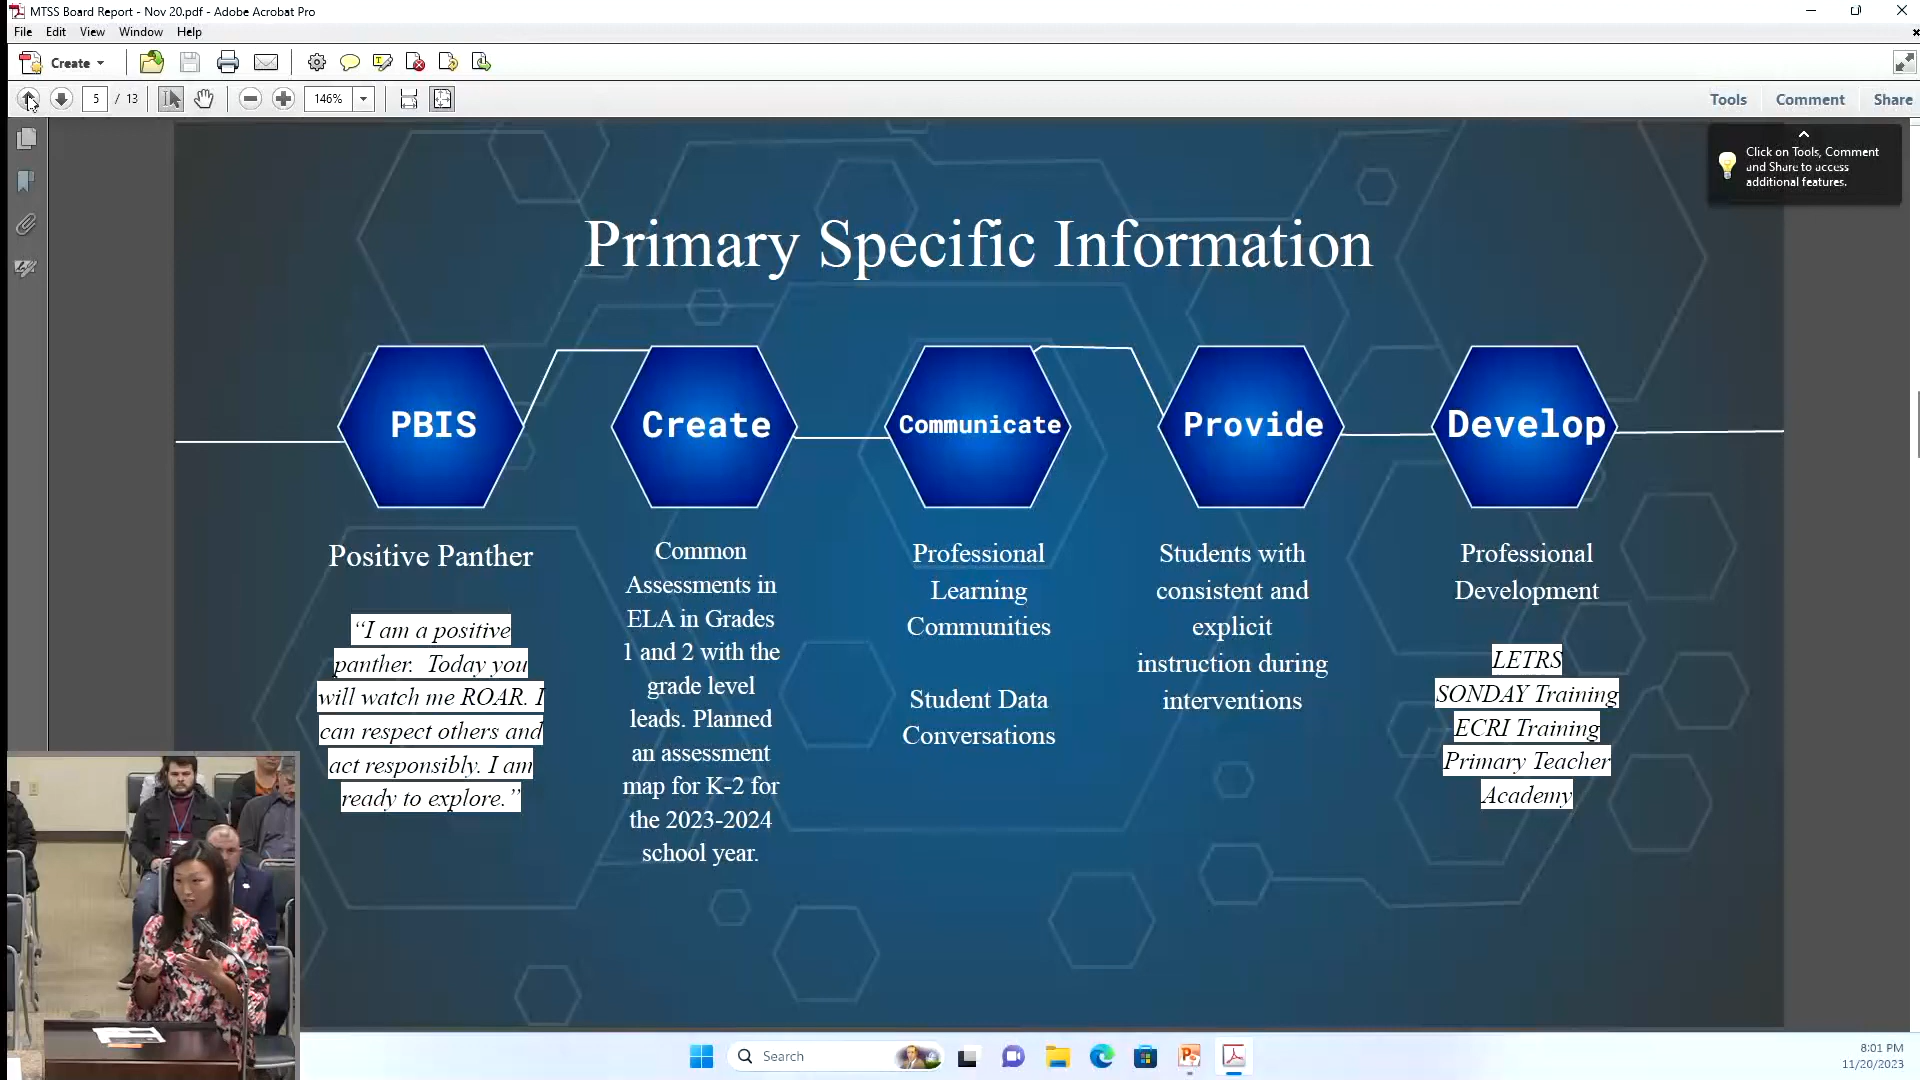 MTSS Board Report - Nov 20.pdf - Adobe Acrobat Pro
File Edit View Window Help
Create
5 / 13 146% Tools Comment Share
Click on Tools, Comment
and Share to access
additional features.
Primary Specific Information
PBIS
Create
Communicate
Provide
Develop
Positive Panther
“I am a positive
panther. Today you
will watch me ROAR. I
can respect others and
act responsibly. I am
ready to explore.”
Common
Assessments in
ELA in Grades
1 and 2 with the
grade level
leads. Planned
an assessment
map for K-2 for
the 2023-2024
school year.
Professional
Learning
Communities
Student Data
Conversations
Students with
consistent and
explicit
instruction during
interventions
Professional
Development
LETRS
SONDAY Training
ECRI Training
Primary Teacher
Academy
Search
8:01 PM
11/20/2023